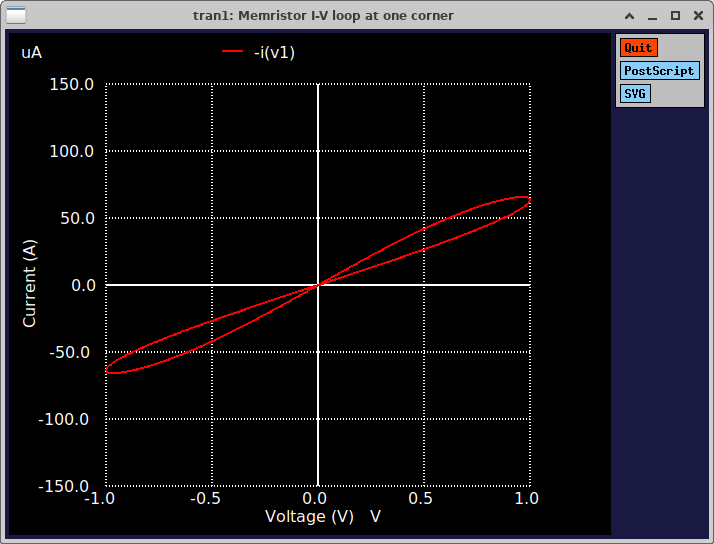 tran1: Memristor I-V loop at one corner
uA
-i(v1)
Quit
PostScript
SVG
150.0
100.0
50.0
0.0
-50.0
-100.0
-150.0
Current (A)
-1.0 -0.5 0.0 0.5 1.0
Voltage (V) V